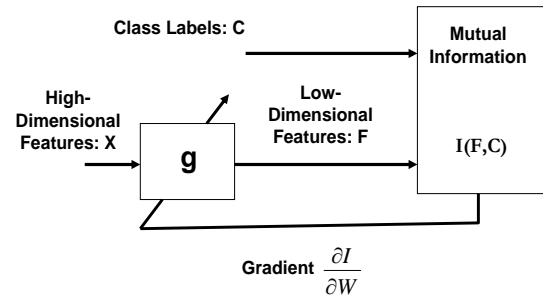 Class Labels: C
Mutual
Information
High-
Dimensional
Features: X
Low-
Dimensional
Features: F
g
I(F,C)
Gradient ∂I/∂W